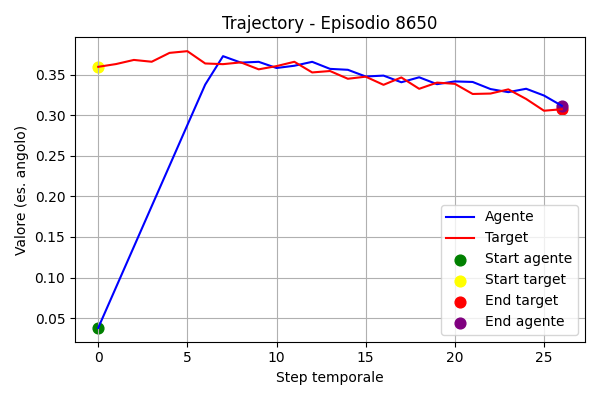 Trajectory - Episodio 8650
Valore (es. angolo)
0.35
0.30
0.25
0.20
0.15
0.10
0.05
Agente
Target
Start agente
Start target
End target
End agente
0 5 10 15 20 25
Step temporale